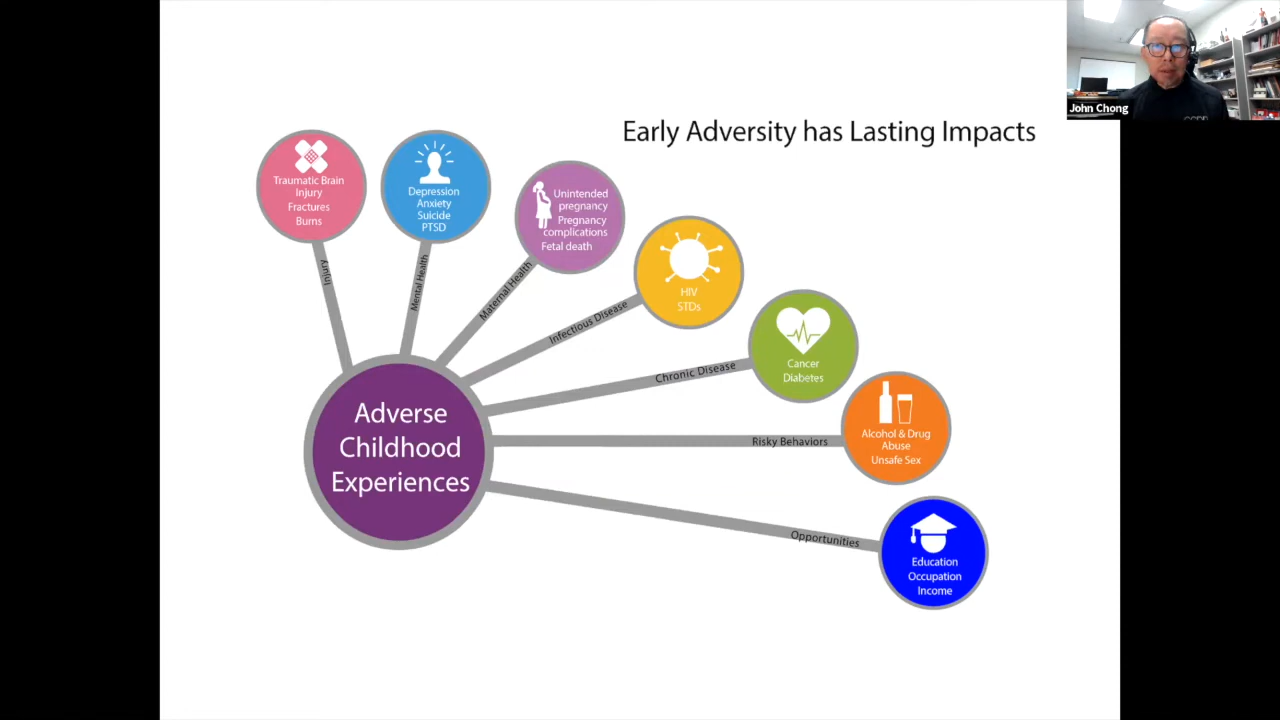 John Chong
Early Adversity has Lasting Impacts
Traumatic Brain
Injury
Fractures
Burns
Depression
Anxiety
Suicide
PTSD
Unintended
pregnancy
Pregnancy
complications
Fetal death
HIV
STDs
Cancer
Diabetes
Alcohol & Drug
Abuse
Unsafe Sex
Education
Occupation
Income
Injury
Mental Health
Maternal Health
Infectious Disease
Chronic Disease
Risky Behaviors
Opportunities
Adverse
Childhood
Experiences